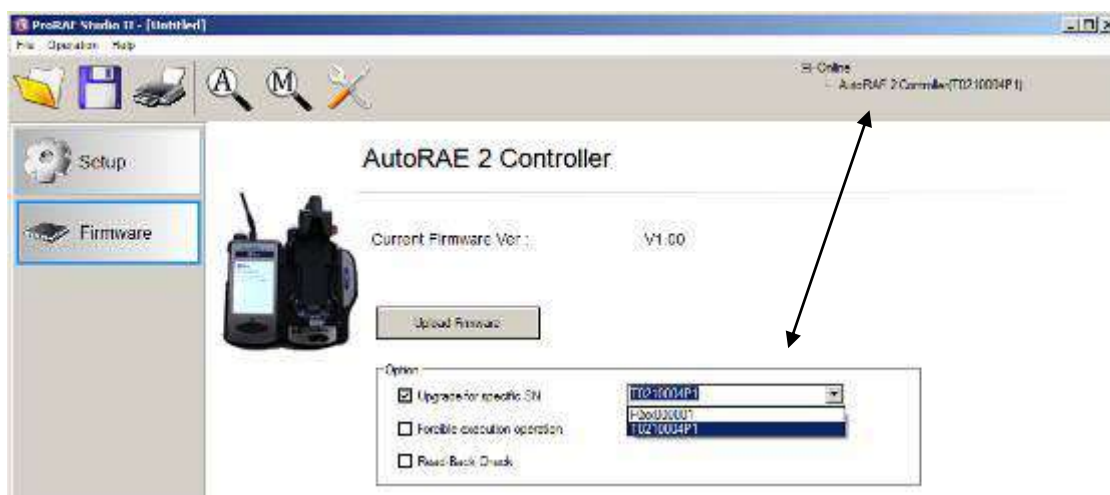 ProRAE Studio II - [Untitled]
File Operation Help
A M
Online
AutoRAE 2 Controller(T0210004P1)
Setup
AutoRAE 2 Controller
Firmware
Current Firmware Ver :
V1.00
Upload Firmware
Option
Upgrade for specific SN
T0210004P1
T0210004P1
Forcible execution operation
Read-Back Check